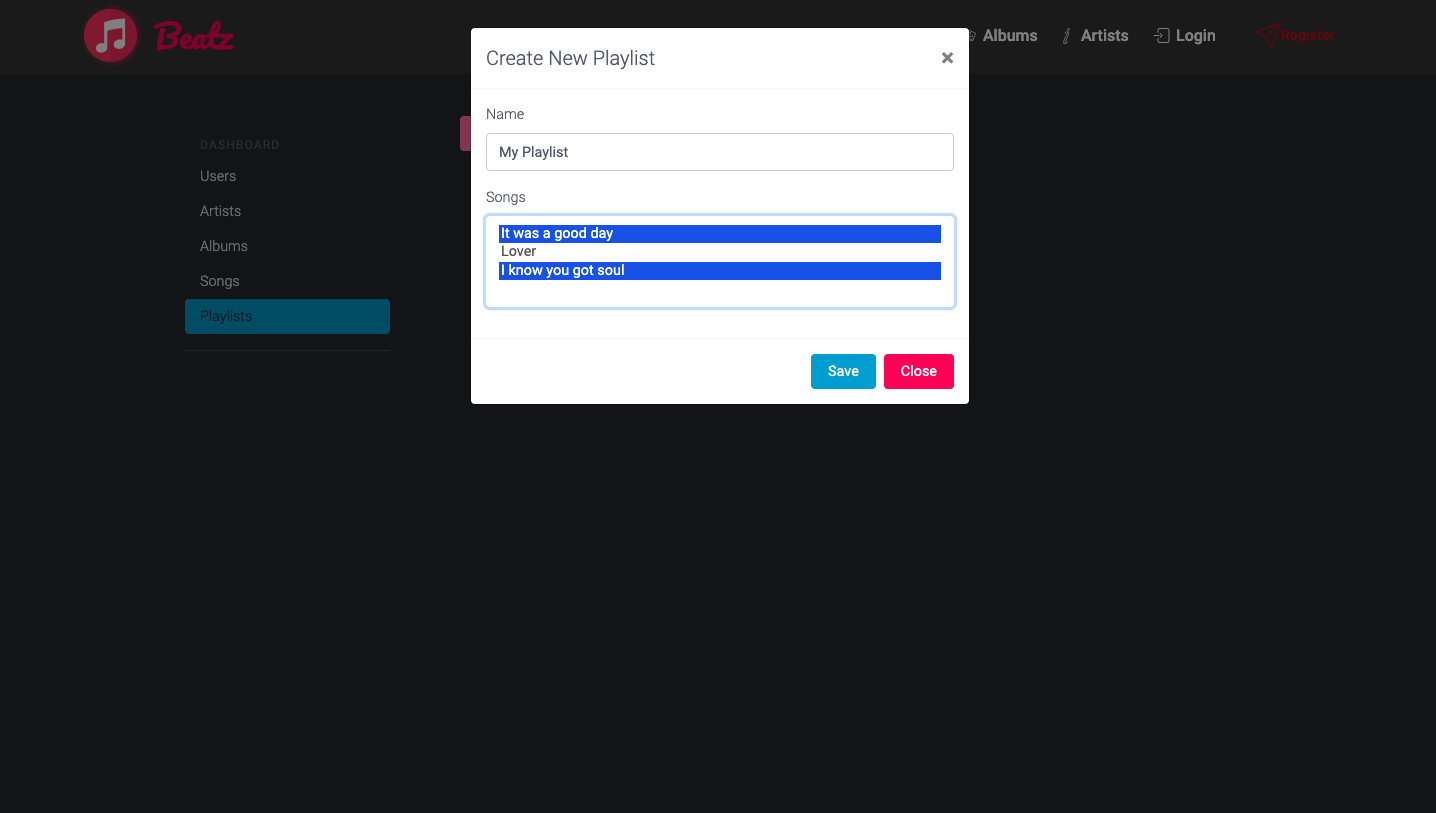 Beatz
Albums
Artists
Login
Register
Create New Playlist
×
Name
My Playlist
Songs
It was a good day
Lover
I know you got soul
Save
Close
DASHBOARD
Users
Artists
Albums
Songs
Playlists